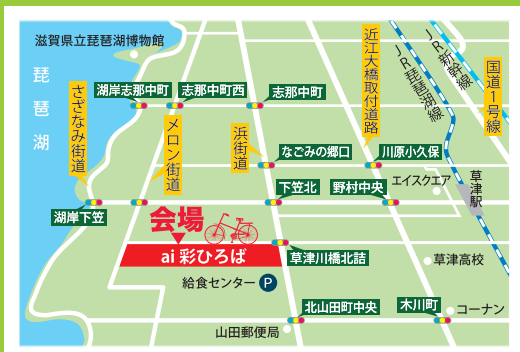 滋賀県立琵琶湖博物館
琵琶湖
さざなみ街道
湖岸志那中町
志那中町西
志那中町
近江大橋取付道路
JR琵琶湖線
JR新幹線
国道1号線
メロン街道
浜街道
なごみの郷口
川原小久保
湖岸下笠
下笠北
野村中央
エイスクエア
草津駅
会場
ai 彩ひろば
草津川橋北詰
草津高校
給食センター P
北山田町中央
木川町
コーナン
山田郵便局